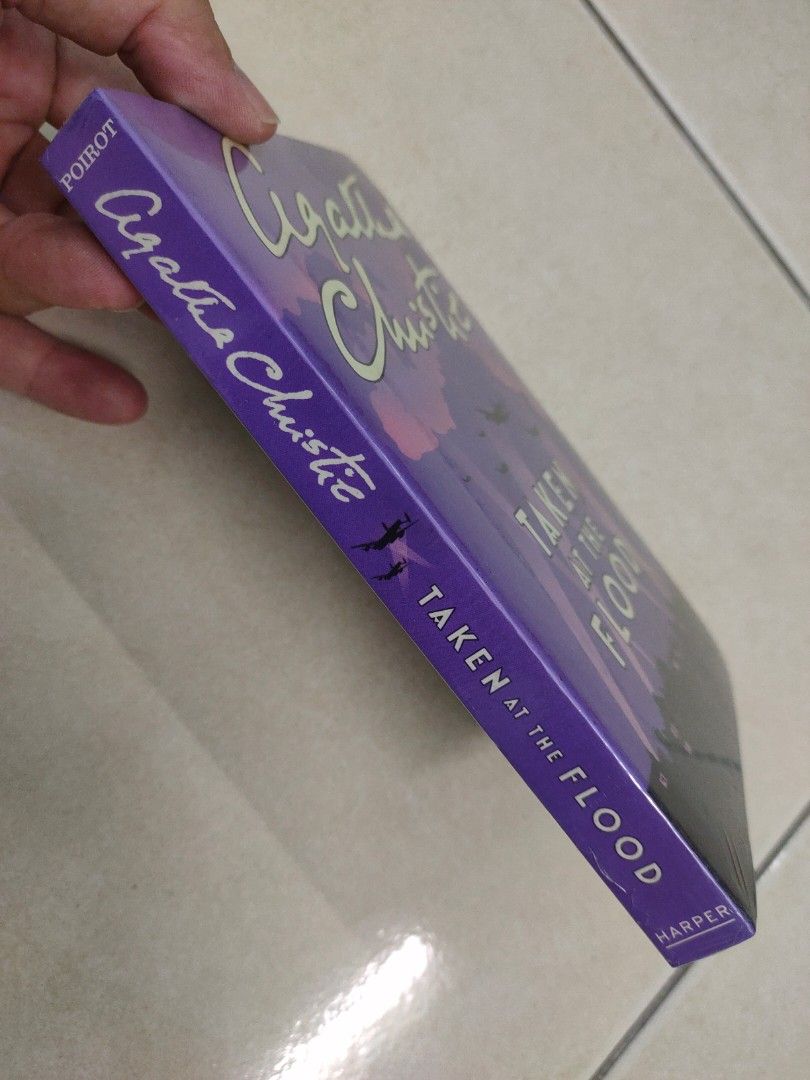 POIROT
Agatha Christie
TAKEN AT THE FLOOD
HARPER
Agatha
Christie
TAKEN
AT THE
FLOOD